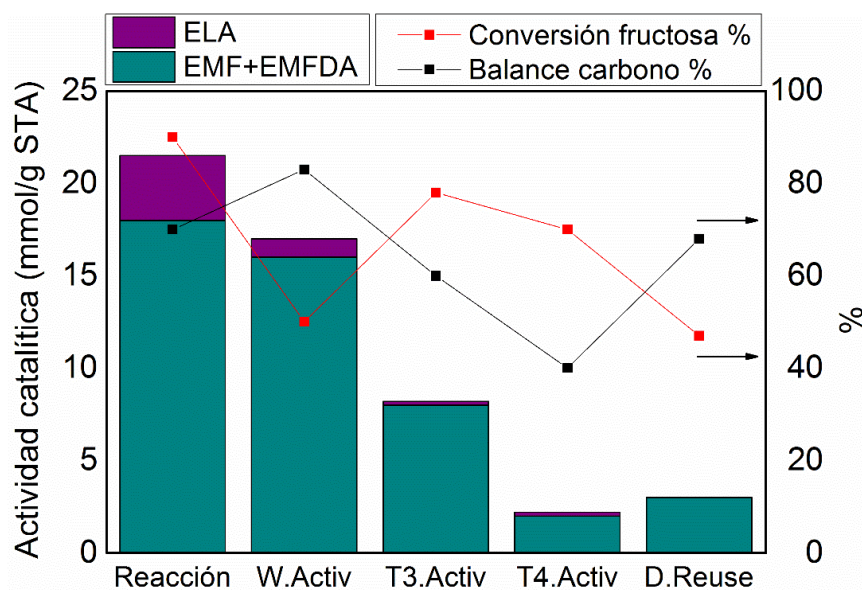 ELA
EMF+EMFDA
Conversión fructosa %
Balance carbono %
Actividad catalítica (mmol/g STA)
25
20
15
10
5
0
100
80
60
40
20
0
%
Reacción W.Activ T3.Activ T4.Activ D.Reuse